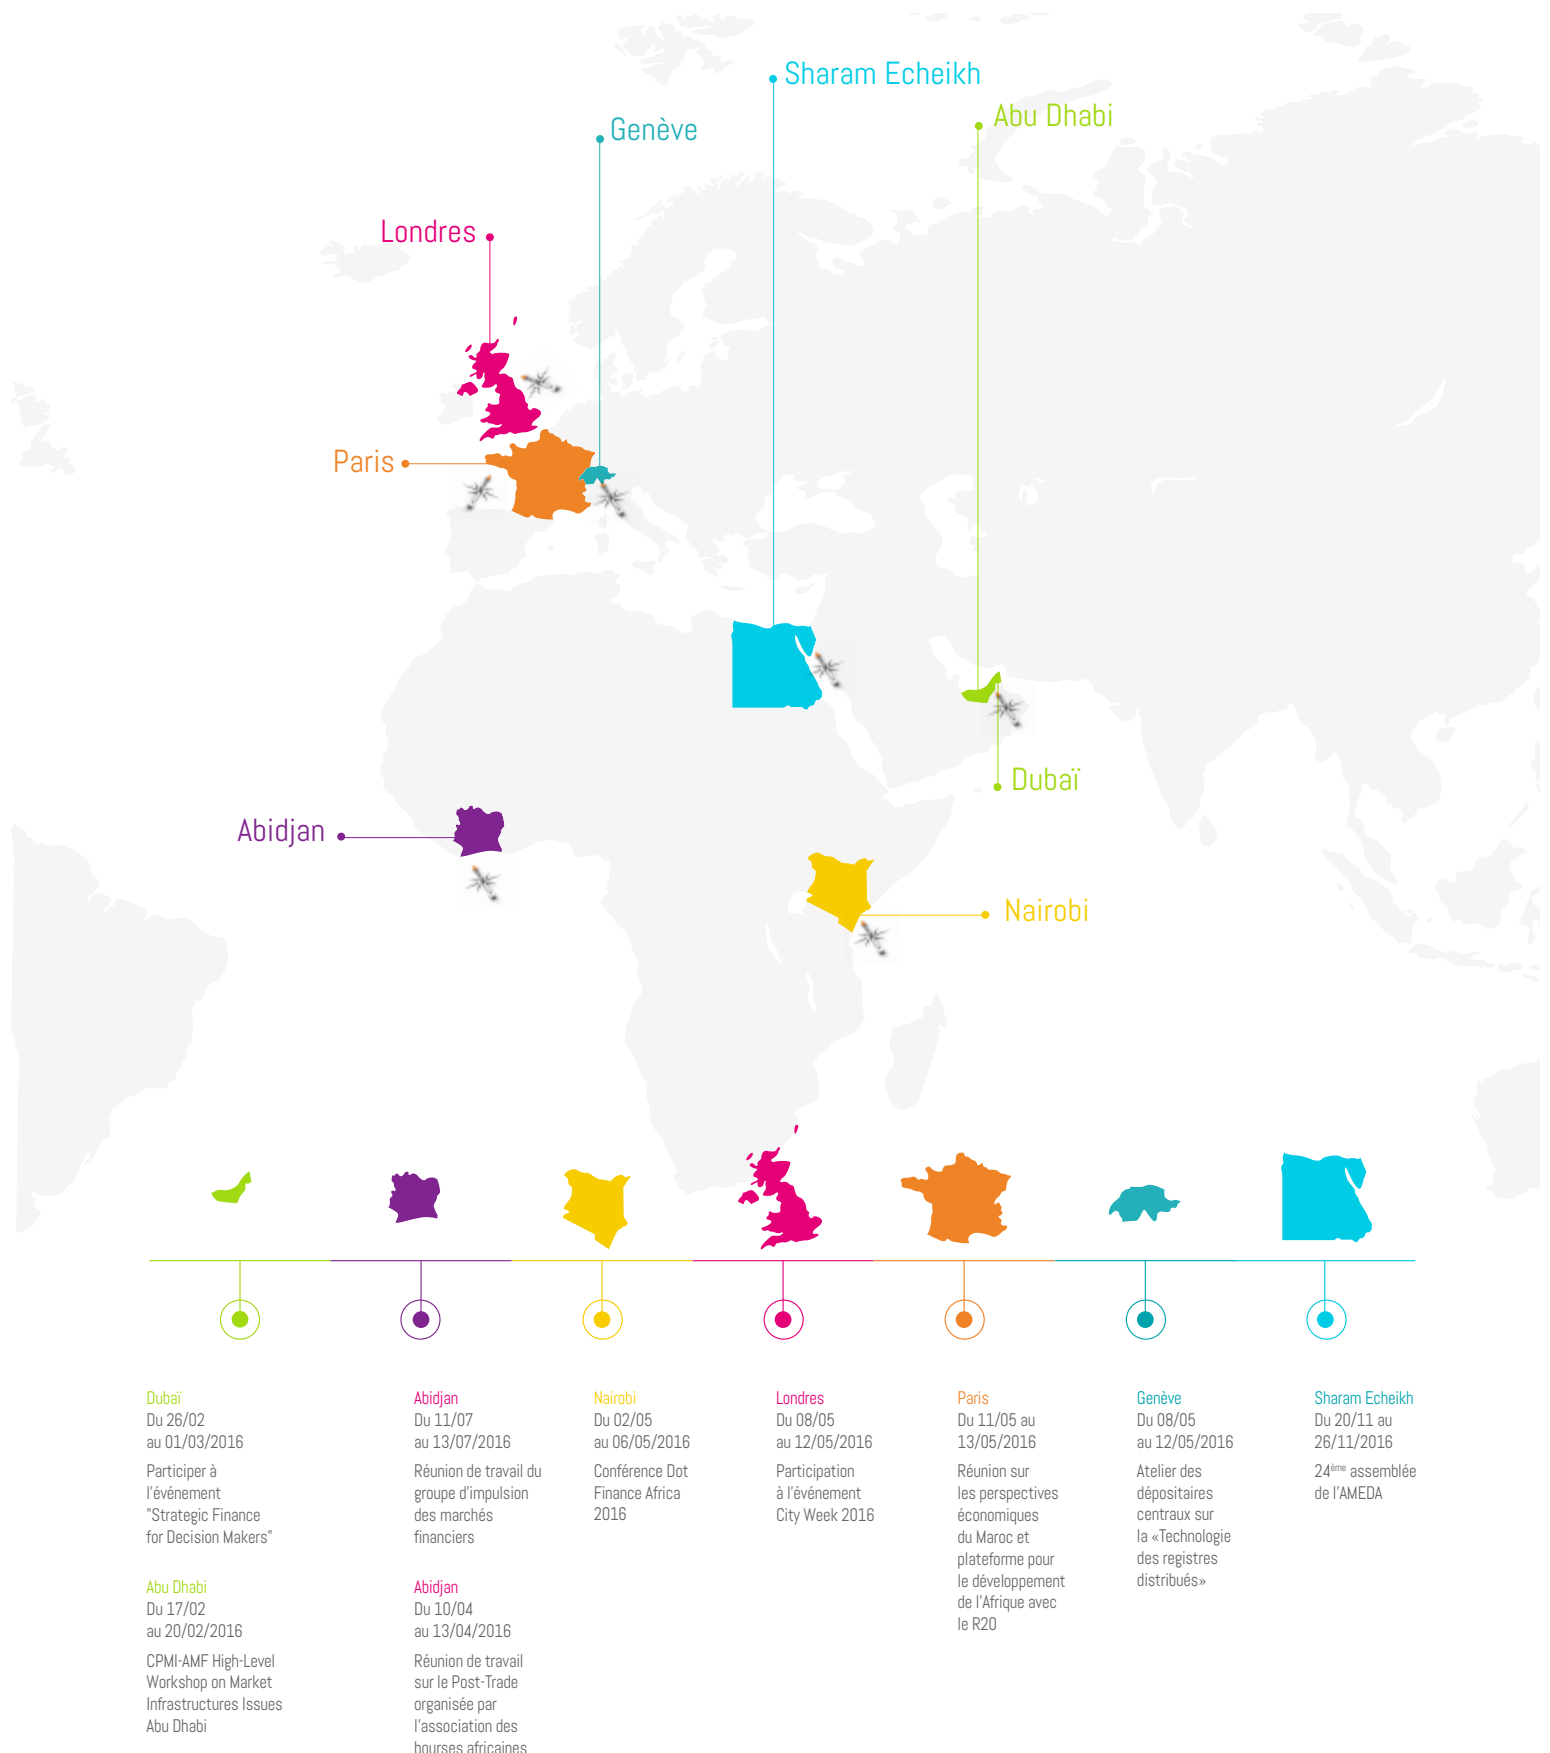 Sharam Echeikh
Abu Dhabi
Genève
Londres
Paris
Dubaï
Abidjan
Nairobi
Dubaï
Du 26/02
au 01/03/2016
Participer à
l'événement
"Strategic Finance
for Decision Makers"
Abu Dhabi
Du 17/02
au 20/02/2016
CPMI-AMF High-Level
Workshop on Market
Infrastructures Issues
Abu Dhabi
Abidjan
Du 11/07
au 13/07/2016
Réunion de travail du
groupe d'impulsion
des marchés
financiers
Abidjan
Du 10/04
au 13/04/2016
Réunion de travail
sur le Post-Trade
organisée par
l'association des
bourses africaines
Nairobi
Du 02/05
au 06/05/2016
Conférence Dot
Finance Africa
2016
Londres
Du 08/05
au 12/05/2016
Participation
à l'événement
City Week 2016
Paris
Du 11/05 au
13/05/2016
Réunion sur
les perspectives
économiques
du Maroc et
plateforme pour
le développement
de l'Afrique avec
le R20
Genève
Du 08/05
au 12/05/2016
Atelier des
dépositaires
centraux sur
la «Technologie
des registres
distribués»
Sharam Echeikh
Du 20/11 au
26/11/2016
24ème assemblée
de l'AMEDA